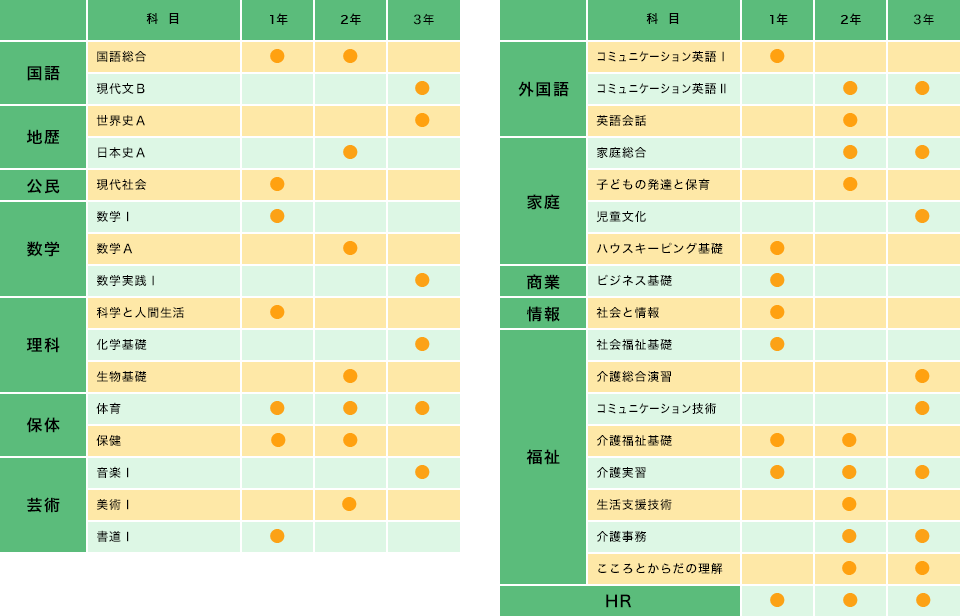 科 目 1年 2年 3年
国語 国語総合 ● ●
現代文B ●
地歴 世界史A ●
日本史A ●
公民 現代社会 ●
数学 数学Ⅰ ●
数学A ●
数学実践Ⅰ ●
理科 科学と人間生活 ●
化学基礎 ●
生物基礎 ●
保体 体育 ● ● ●
保健 ● ●
芸術 音楽Ⅰ ●
美術Ⅰ ●
書道Ⅰ ●
科 目 1年 2年 3年
外国語 コミュニケーション英語Ⅰ ●
コミュニケーション英語Ⅱ ● ●
英語会話 ●
家庭 家庭総合 ● ●
子どもの発達と保育 ●
児童文化 ●
ハウスキーピング基礎 ●
商業 ビジネス基礎 ●
情報 社会と情報 ●
福祉 社会福祉基礎 ●
介護総合演習 ●
コミュニケーション技術 ●
介護福祉基礎 ● ●
介護実習 ● ● ●
生活支援技術 ●
介護事務 ● ●
こころとからだの理解 ● ●
HR ● ● ●